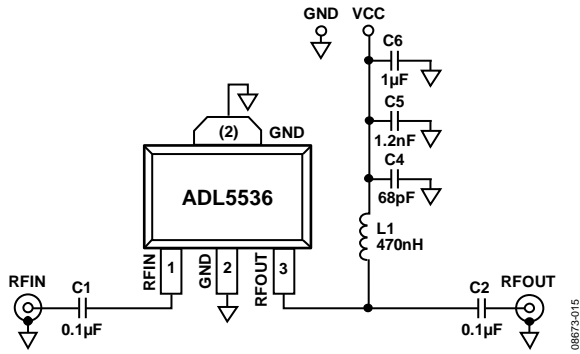 GND VCC
C6
1µF
C5
1.2nF
C4
68pF
(2) GND
ADL5536
L1
470nH
RFIN 1
GND 2
RFOUT 3
RFIN
C1
0.1µF
C2
0.1µF
RFOUT
08673-015